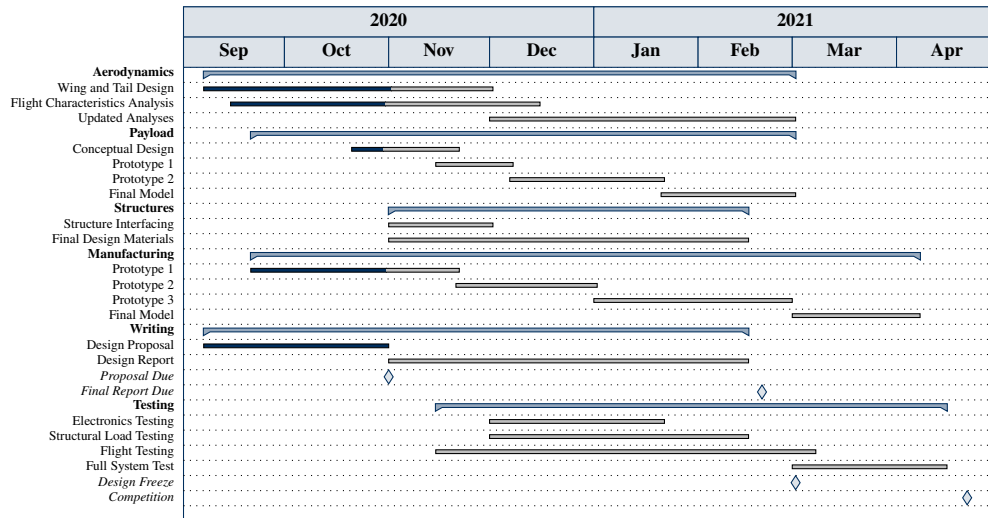 2020 2021
Sep Oct Nov Dec Jan Feb Mar Apr
Aerodynamics
Wing and Tail Design
Flight Characteristics Analysis
Updated Analyses
Payload
Conceptual Design
Prototype 1
Prototype 2
Final Model
Structures
Structure Interfacing
Final Design Materials
Manufacturing
Prototype 1
Prototype 2
Prototype 3
Final Model
Writing
Design Proposal
Design Report
Proposal Due
Final Report Due
Testing
Electronics Testing
Structural Load Testing
Flight Testing
Full System Test
Design Freeze
Competition